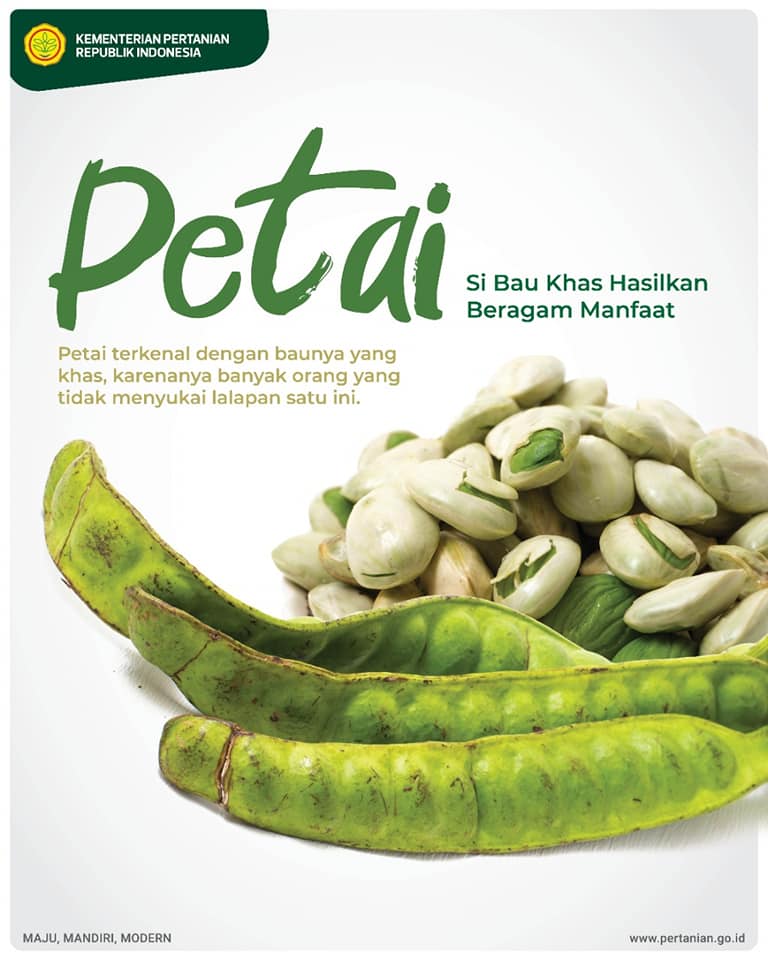 KEMENTERIAN PERTANIAN
REPUBLIK INDONESIA
Petai
Si Bau Khas Hasilkan
Beragam Manfaat
Petai terkenal dengan baunya yang
khas, karenanya banyak orang yang
tidak menyukai lalapan satu ini.
MAJU, MANDIRI, MODERN
www.pertanian.go.id